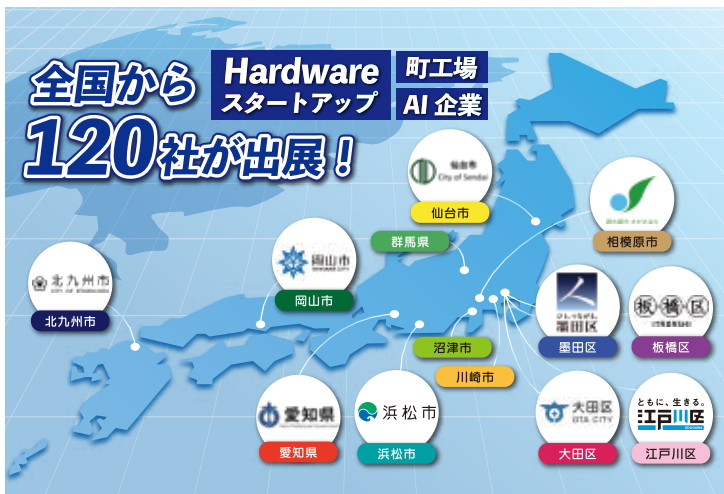 全国から
120社が出展！
Hardware
スタートアップ
町工場
AI 企業
仙台市
City of Sendai
仙台市
群馬県
相模原市
岡山市
岡山市
北九州市
北九州市
沼津市
川崎市
墨田区
墨田区
板橋区
板橋区
愛知県
愛知県
浜松市
浜松市
大田区
OTA CITY
大田区
ともに、生きる。
江戸川区
江戸川区